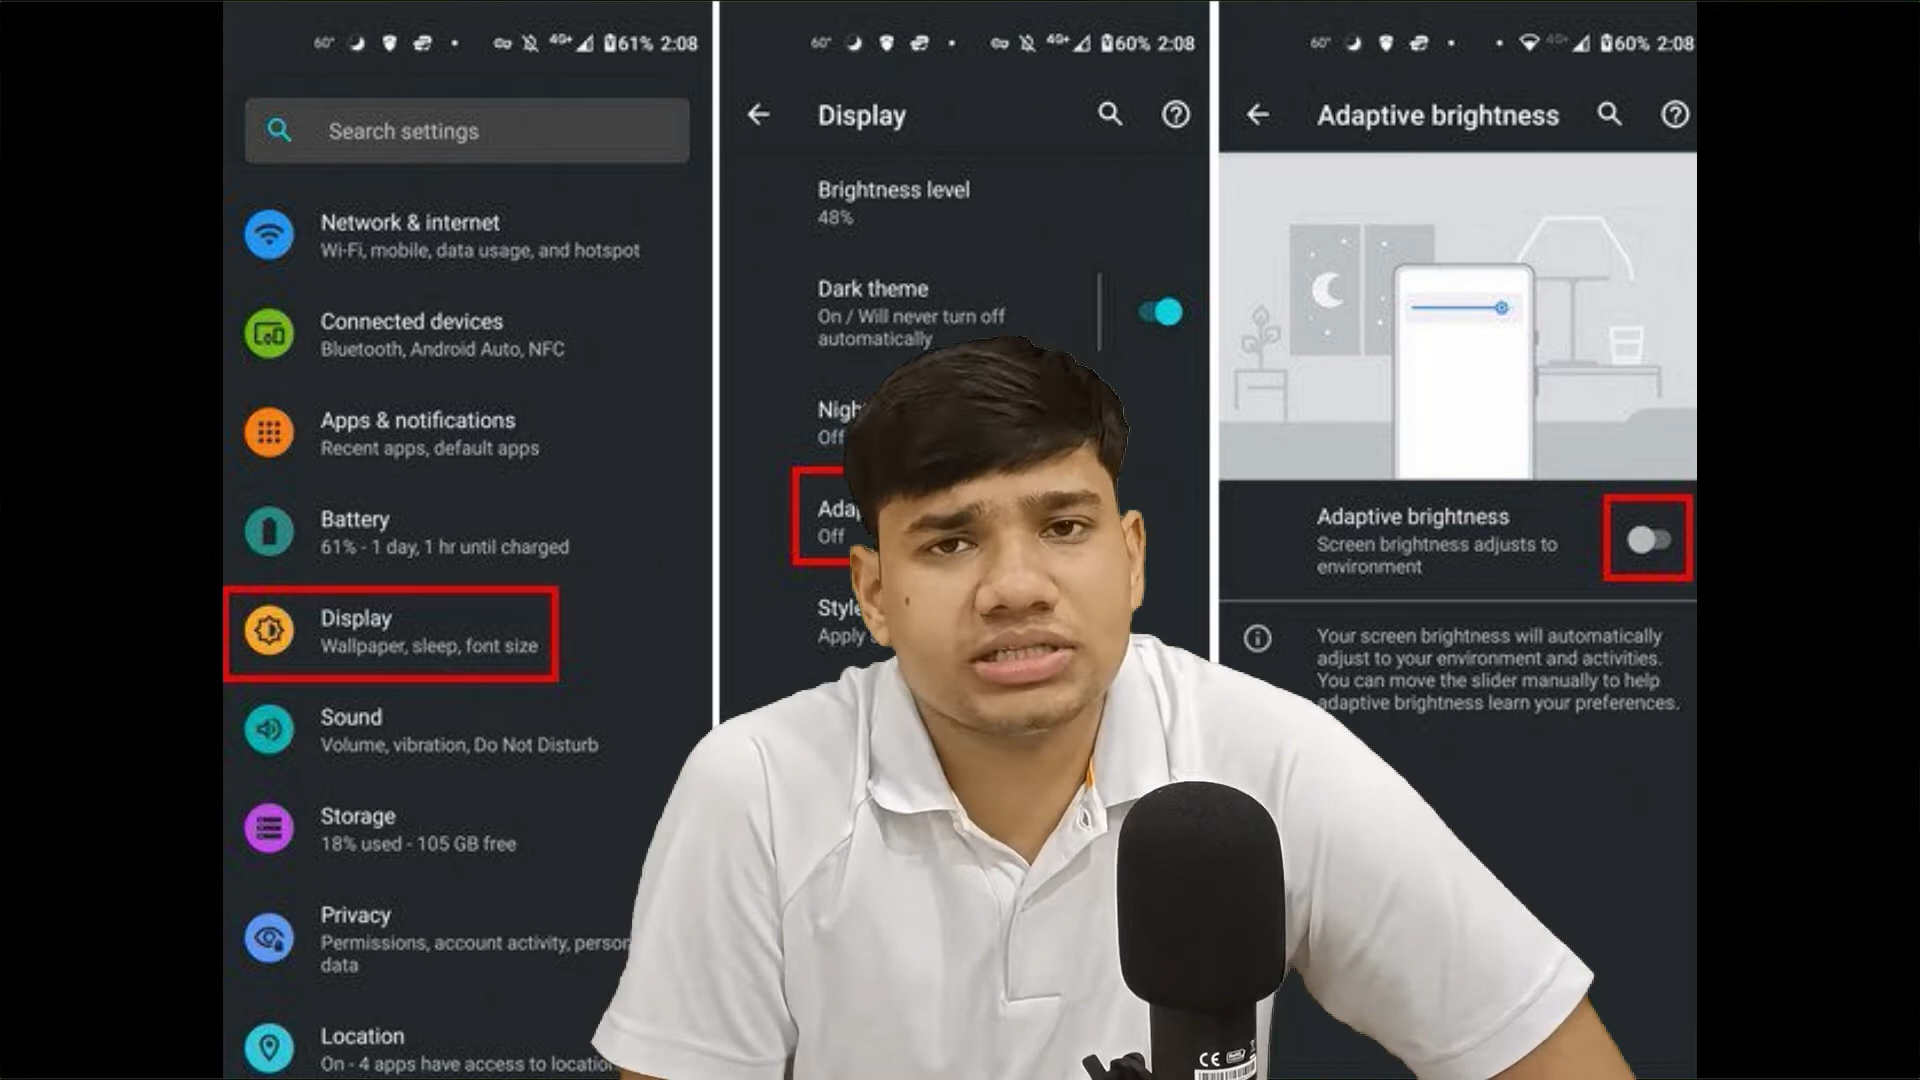 60° 4G+ 61% 2:08
Search settings
Network & internet
Wi-Fi, mobile, data usage, and hotspot
Connected devices
Bluetooth, Android Auto, NFC
Apps & notifications
Recent apps, default apps
Battery
61% - 1 day, 1 hr until charged
Display
Wallpaper, sleep, font size
Sound
Volume, vibration, Do Not Disturb
Storage
18% used - 105 GB free
Privacy
Permissions, account activity,
data
Location
On - 4 apps have access to
60° 4G+ 60% 2:08
Display
Brightness level
48%
Dark theme
On / Will never turn off
automatically
Off
Off
Apply
60° 4G+ 60% 2:08
Adaptive brightness
Adaptive brightness
Screen brightness adjusts to
environment
Your screen brightness will automatically
adjust to your environment and activities.
You can move the slider manually to help
adaptive brightness learn your preferences.
CE RoHS